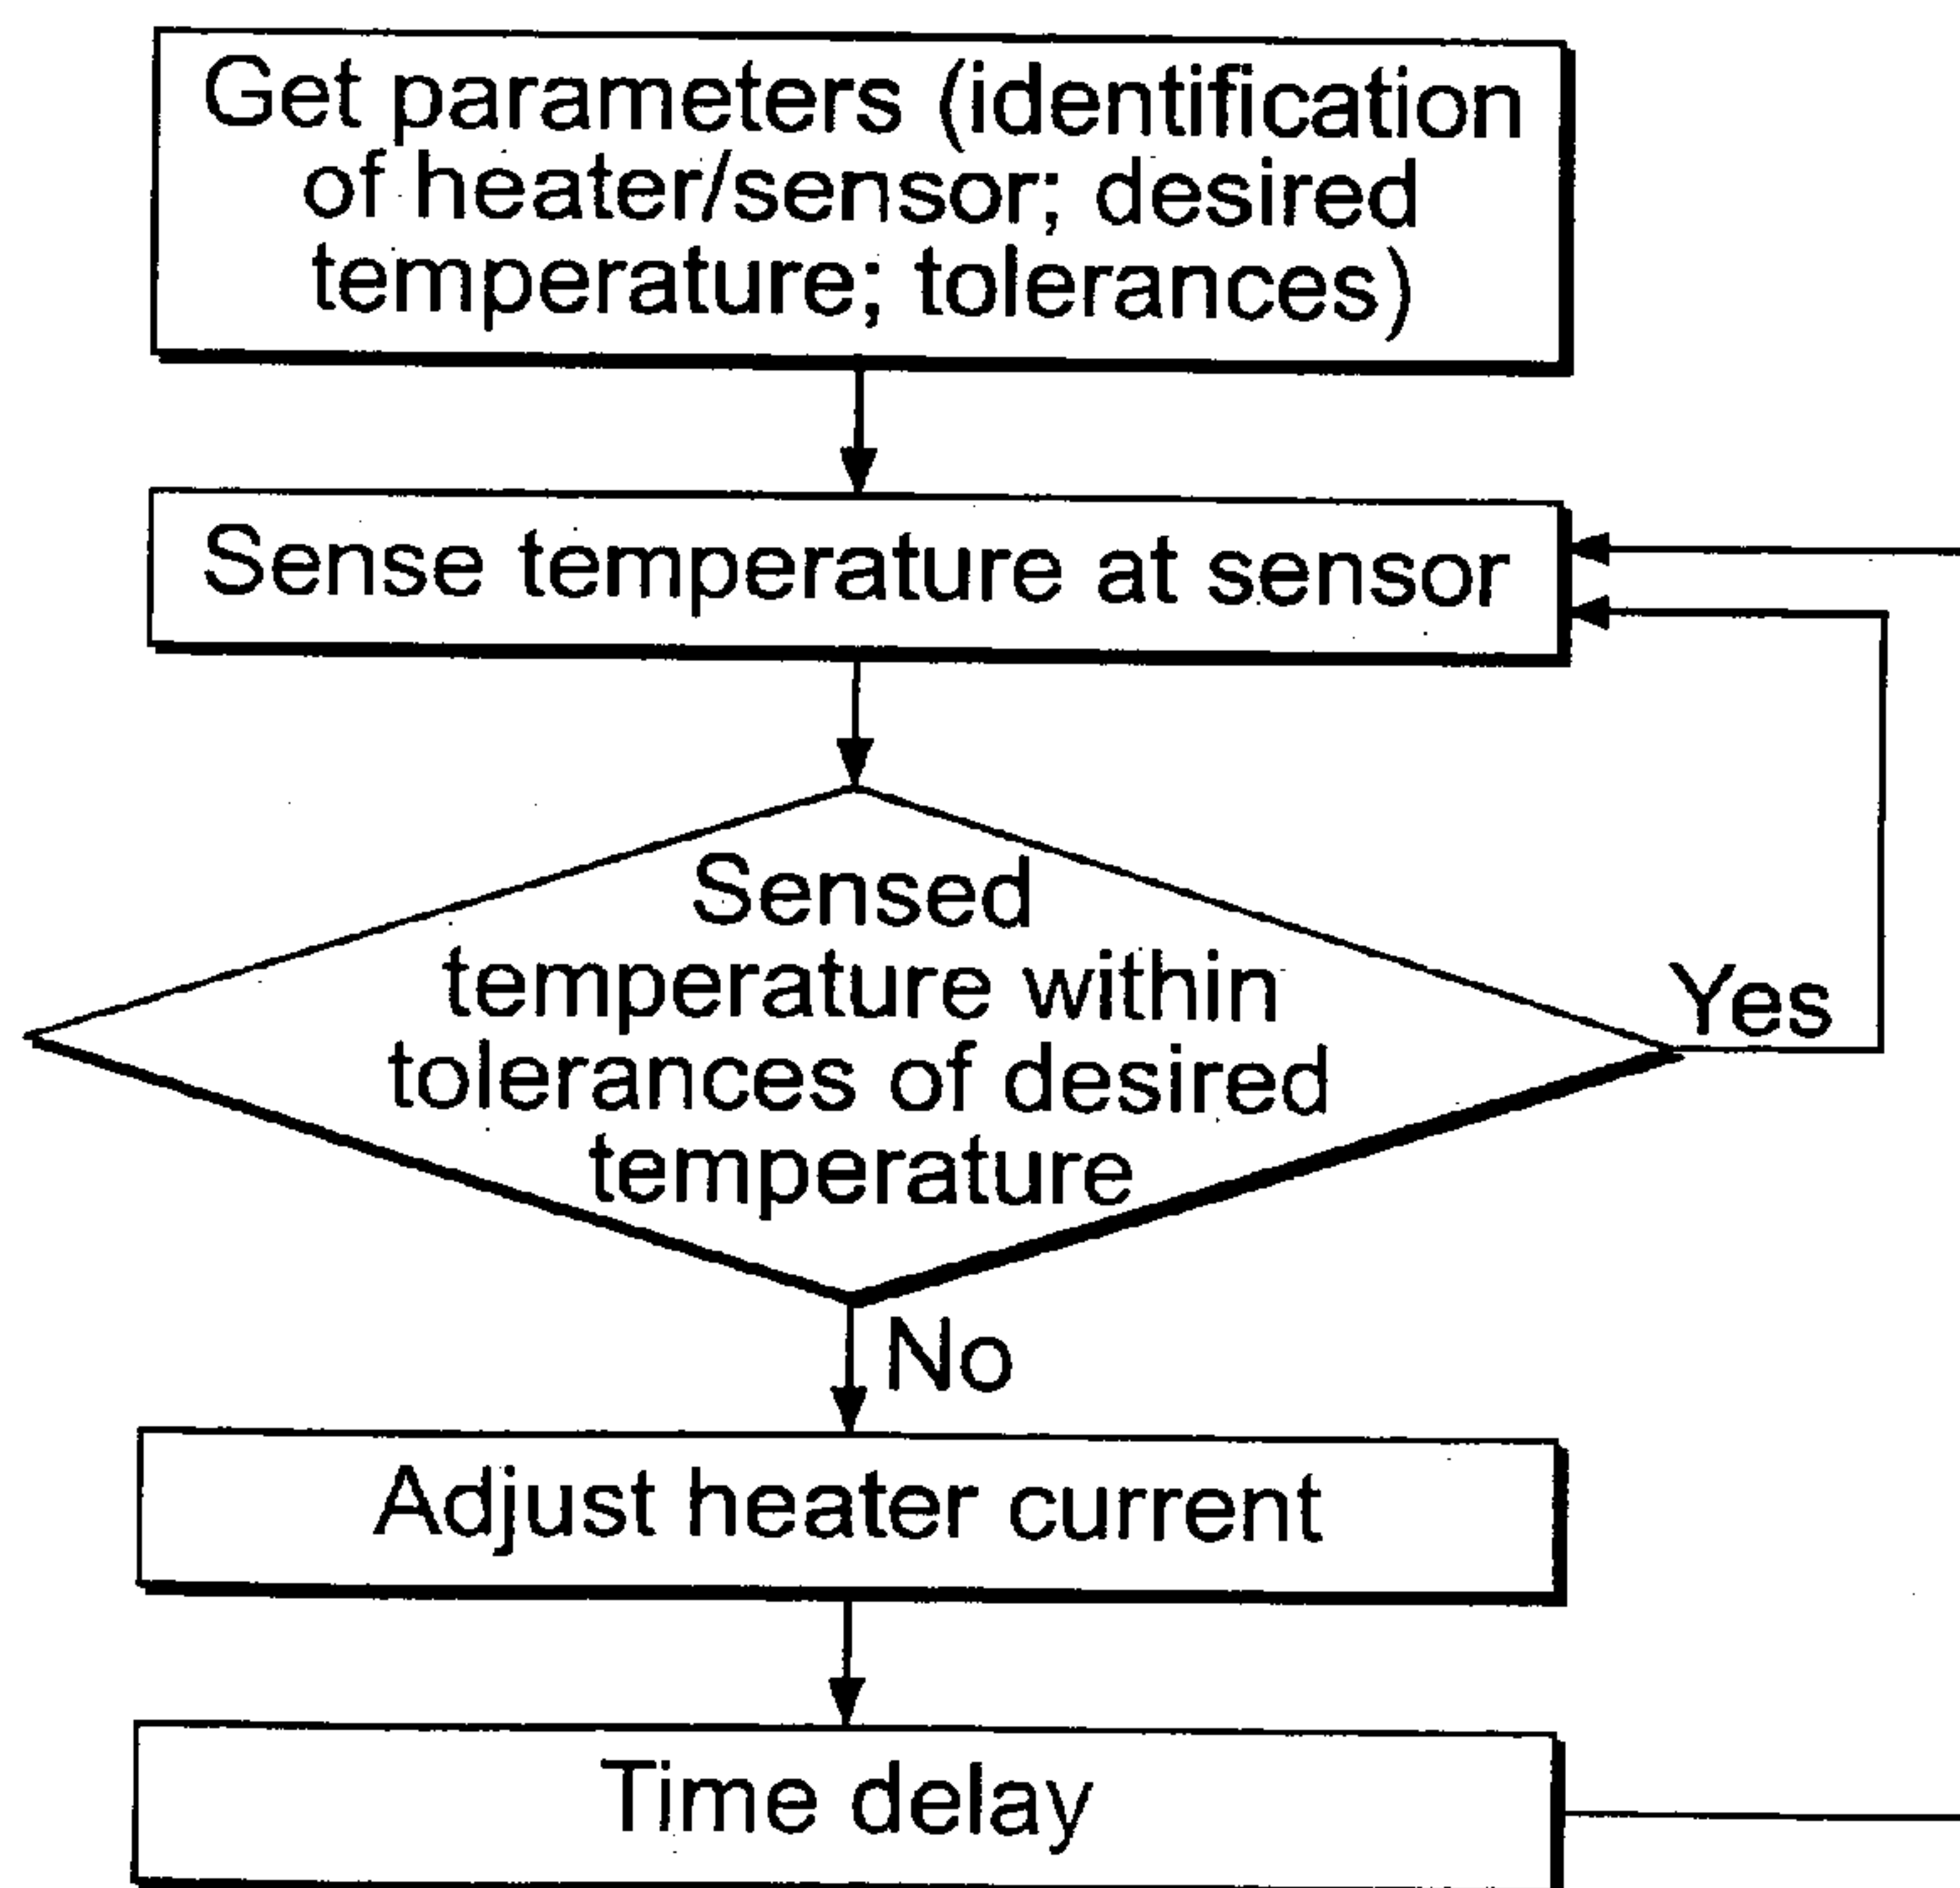 Get parameters (identification
of heater/sensor; desired
temperature; tolerances)
Sense temperature at sensor
Sensed
temperature within
tolerances of desired
temperature
Yes
No
Adjust heater current
Time delay